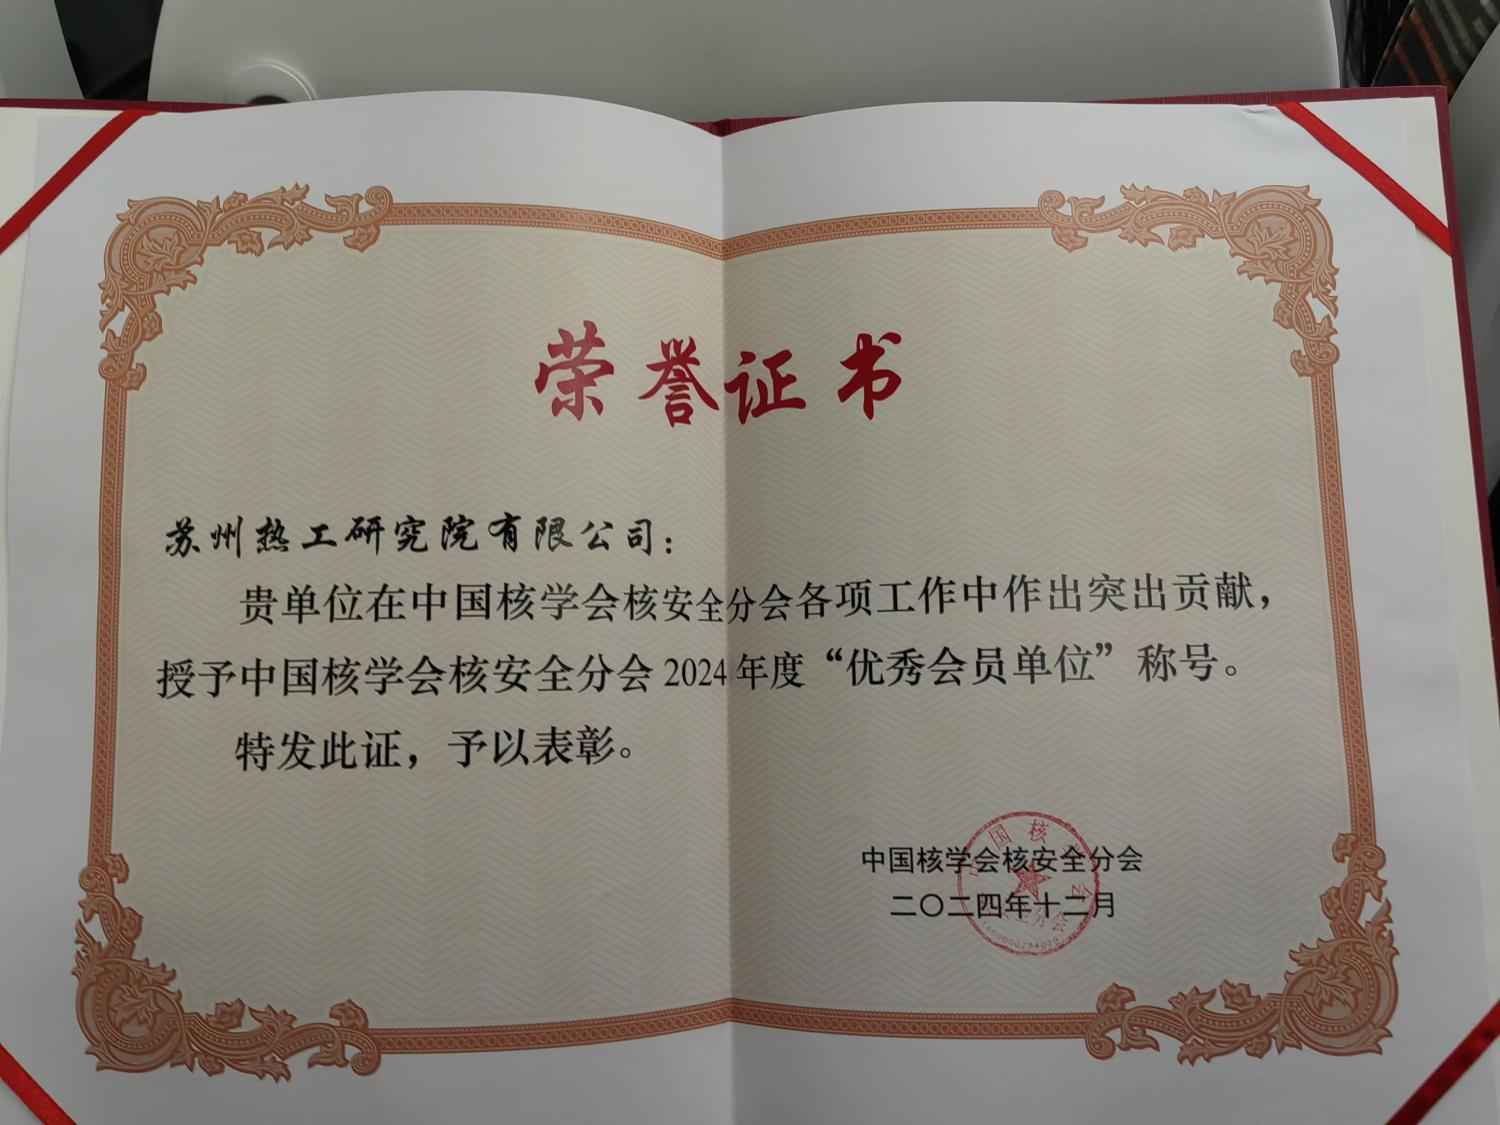 荣誉证书
苏州热工研究院有限公司：
贵单位在中国核学会核安全分会各项工作中作出突出贡献，
授予中国核学会核安全分会2024年度“优秀会员单位”称号。
特发此证，予以表彰。
中国核学会核安全分会
二〇二四年十二月